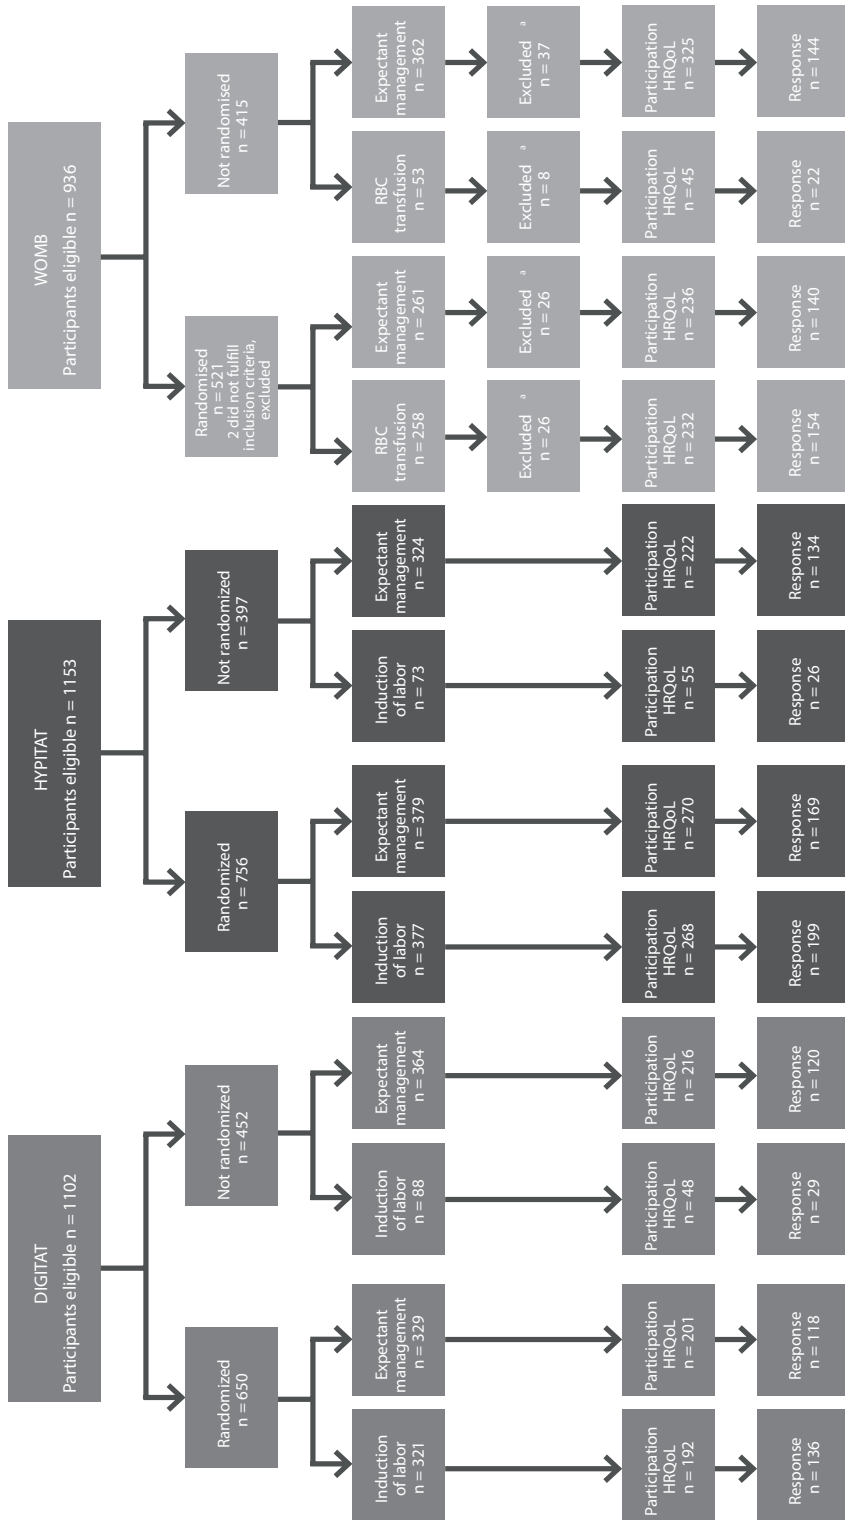 DIGITAT
Participants eligible n = 1102
Randomized
n = 650
Not randomized
n = 452
Induction
of labor
n = 321
Expectant
management
n = 329
Induction
of labor
n = 88
Expectant
management
n = 364
Participation
HRQoL
n = 192
Participation
HRQoL
n = 201
Participation
HRQoL
n = 48
Participation
HRQoL
n = 216
Response
n = 136
Response
n = 118
Response
n = 29
Response
n = 120
HYPITAT
Participants eligible n = 1153
Randomized
n = 756
Not randomized
n = 397
Induction
of labor
n = 377
Expectant
management
n = 379
Induction
of labor
n = 73
Expectant
management
n = 324
Participation
HRQoL
n = 268
Participation
HRQoL
n = 270
Participation
HRQoL
n = 55
Participation
HRQoL
n = 222
Response
n = 199
Response
n = 169
Response
n = 26
Response
n = 134
WOMB
Participants eligible n = 936
Randomised
n = 521
2 did not fulfill
inclusion criteria,
excluded
Not randomised
n = 415
RBC
transfusion
n = 258
Expectant
management
n = 261
RBC
transfusion
n = 53
Expectant
management
n = 362
Excluded a
n = 26
Excluded a
n = 26
Excluded a
n = 8
Excluded a
n = 37
Participation
HRQoL
n = 232
Participation
HRQoL
n = 236
Participation
HRQoL
n = 45
Participation
HRQoL
n = 325
Response
n = 154
Response
n = 140
Response
n = 22
Response
n = 144